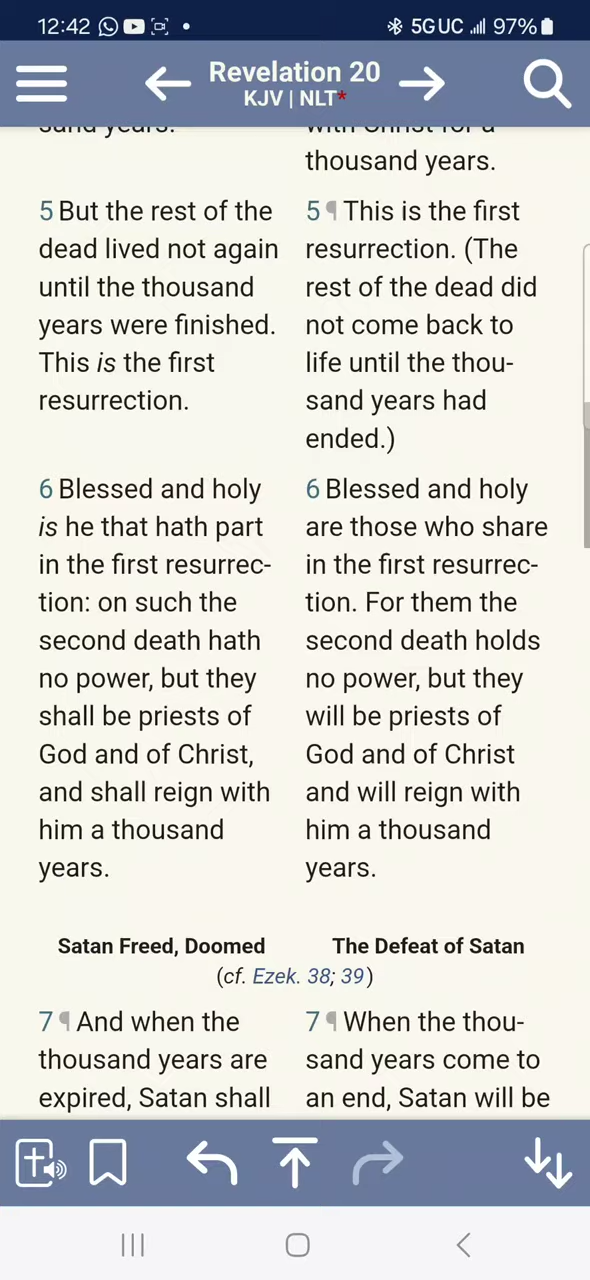 12:42
5G UC 97%
Revelation 20
KJV | NLT*
sand years.
5 But the rest of the
dead lived not again
until the thousand
years were finished.
This is the first
resurrection.
6 Blessed and holy
is he that hath part
in the first resurrec-
tion: on such the
second death hath
no power, but they
shall be priests of
God and of Christ,
and shall reign with
him a thousand
years.
with Christ for a
thousand years.
5 ¶ This is the first
resurrection. (The
rest of the dead did
not come back to
life until the thou-
sand years had
ended.)
6 Blessed and holy
are those who share
in the first resurrec-
tion. For them the
second death holds
no power, but they
will be priests of
God and of Christ
and will reign with
him a thousand
years.
Satan Freed, Doomed
The Defeat of Satan
(cf. Ezek. 38; 39)
7 ¶ And when the
thousand years are
expired, Satan shall
7 ¶ When the thou-
sand years come to
an end, Satan will be